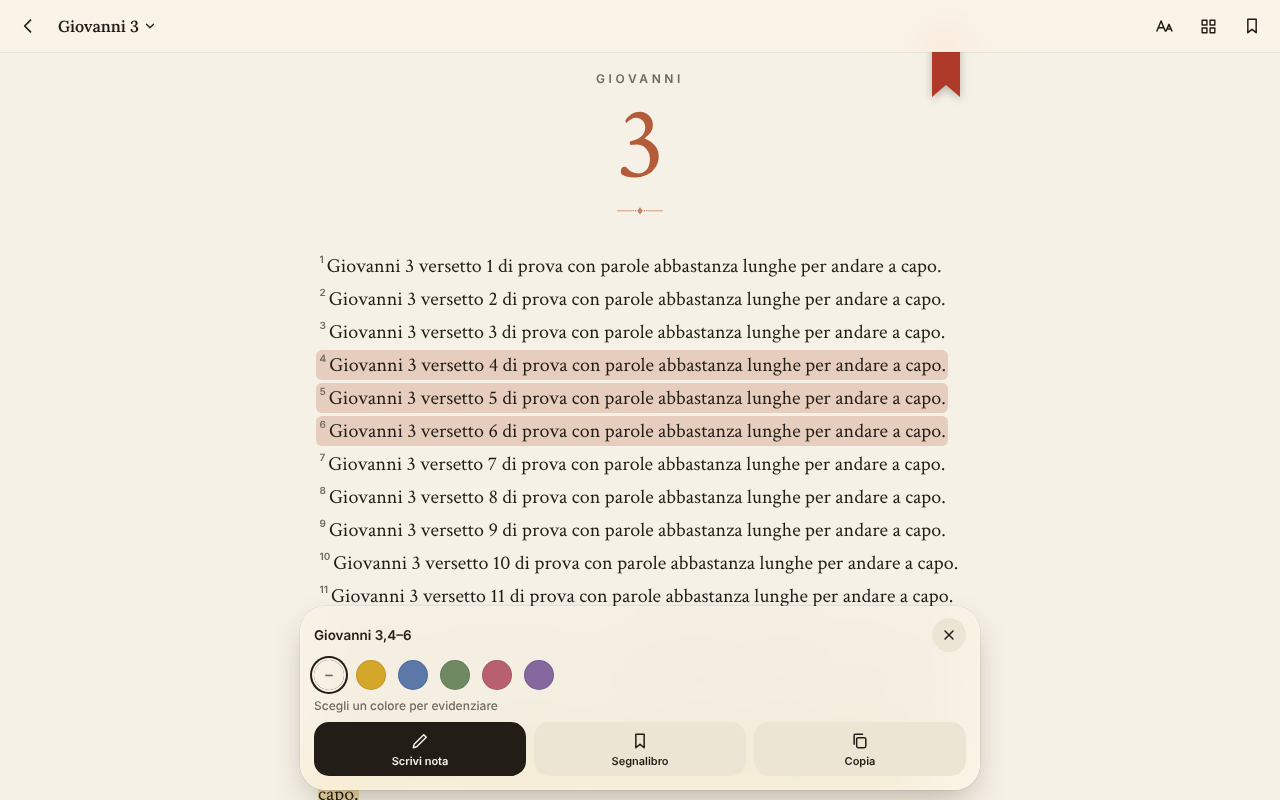 Giovanni 3
GIOVANNI
3
1 Giovanni 3 versetto 1 di prova con parole abbastanza lunghe per andare a capo.
2 Giovanni 3 versetto 2 di prova con parole abbastanza lunghe per andare a capo.
3 Giovanni 3 versetto 3 di prova con parole abbastanza lunghe per andare a capo.
4 Giovanni 3 versetto 4 di prova con parole abbastanza lunghe per andare a capo.
5 Giovanni 3 versetto 5 di prova con parole abbastanza lunghe per andare a capo.
6 Giovanni 3 versetto 6 di prova con parole abbastanza lunghe per andare a capo.
7 Giovanni 3 versetto 7 di prova con parole abbastanza lunghe per andare a capo.
8 Giovanni 3 versetto 8 di prova con parole abbastanza lunghe per andare a capo.
9 Giovanni 3 versetto 9 di prova con parole abbastanza lunghe per andare a capo.
10 Giovanni 3 versetto 10 di prova con parole abbastanza lunghe per andare a capo.
11 Giovanni 3 versetto 11 di prova con parole abbastanza lunghe per andare a capo.
Giovanni 3,4–6
Scegli un colore per evidenziare
Scrivi nota
Segnalibro
Copia
capo.